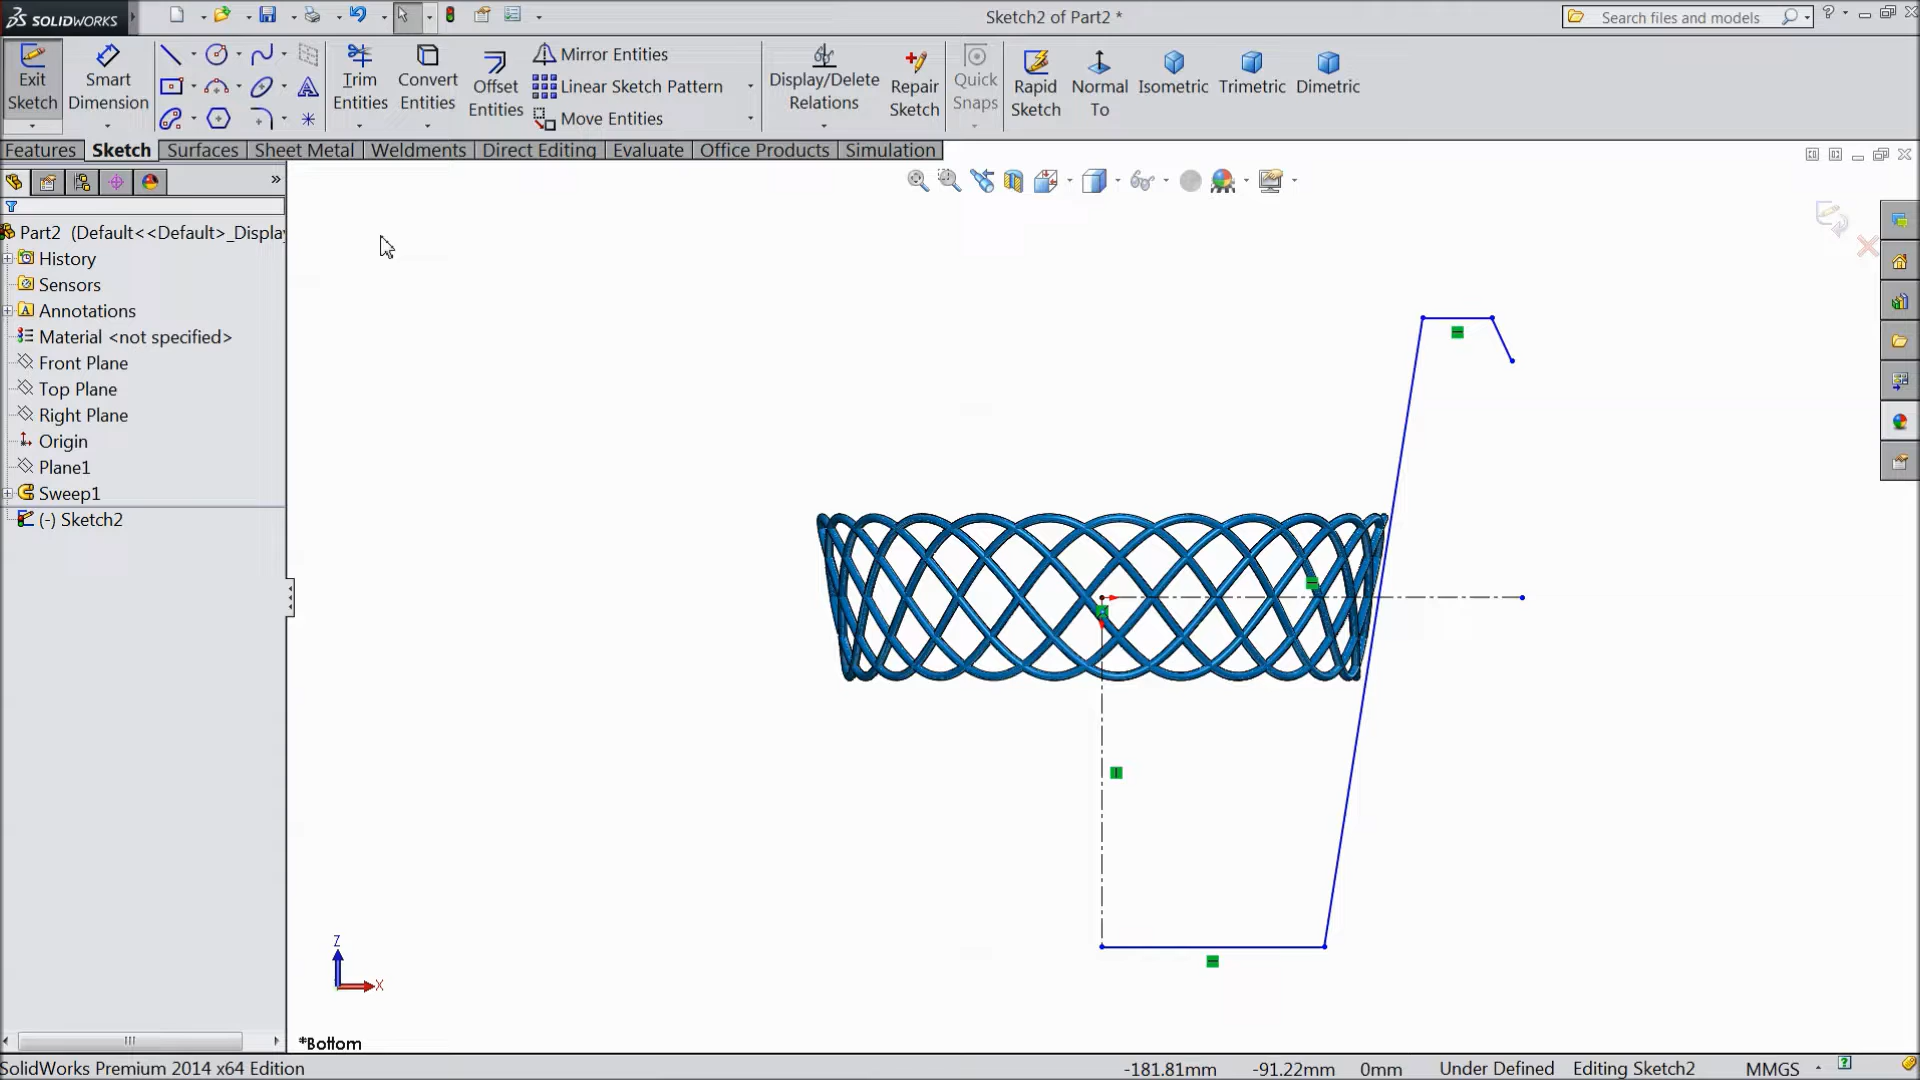 SOLIDWORKS
Sketch2 of Part2 *
Search files and models
Exit Sketch
Smart Dimension
Trim Entities
Convert Entities
Offset Entities
Mirror Entities
Linear Sketch Pattern
Move Entities
Display/Delete Relations
Repair Sketch
Quick Snaps
Rapid Sketch
Normal To
Isometric
Trimetric
Dimetric
Features
Sketch
Surfaces
Sheet Metal
Weldments
Direct Editing
Evaluate
Office Products
Simulation
Part2 (Default<<Default>_Display
History
Sensors
Annotations
Material <not specified>
Front Plane
Top Plane
Right Plane
Origin
Plane1
Sweep1
(-) Sketch2
Z
X
*Bottom
SolidWorks Premium 2014 x64 Edition
-181.81mm
-91.22mm
0mm
Under Defined
Editing Sketch2
MMGS